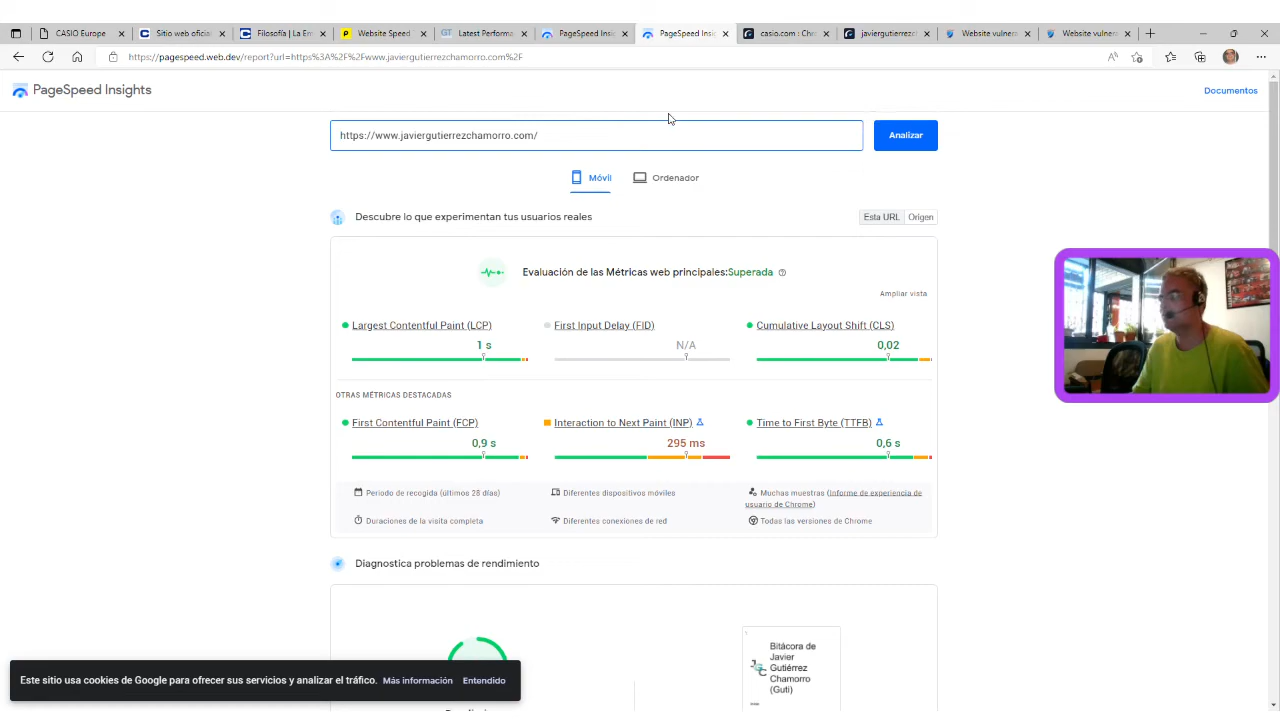 CASIO Europe
Sitio web oficial
Filosofía | La Em
Website Speed
Latest Performa
PageSpeed Insi
PageSpeed Insi
casio.com : Chr
javiergutierrezch
Website vulnera
Website vulnera
https://pagespeed.web.dev/report?url=https%3A%2F%2Fwww.javiergutierrezchamorro.com%2F
PageSpeed Insights
Documentos
https://www.javiergutierrezchamorro.com/
Analizar
Móvil
Ordenador
Descubre lo que experimentan tus usuarios reales
Esta URL
Origen
Evaluación de las Métricas web principales:Superada
Ampliar vista
Largest Contentful Paint (LCP)
First Input Delay (FID)
Cumulative Layout Shift (CLS)
1 s
N/A
0,02
OTRAS MÉTRICAS DESTACADAS
First Contentful Paint (FCP)
Interaction to Next Paint (INP)
Time to First Byte (TTFB)
0,9 s
295 ms
0,6 s
Periodo de recogida (últimos 28 días)
Diferentes dispositivos móviles
Muchas muestras (Informe de experiencia de
usuario de Chrome)
Duraciones de la visita completa
Diferentes conexiones de red
Todas las versiones de Chrome
Diagnostica problemas de rendimiento
Bitácora de
Javier
Gutiérrez
Chamorro
(Guti)
Este sitio usa cookies de Google para ofrecer sus servicios y analizar el tráfico. Más información
Entendido